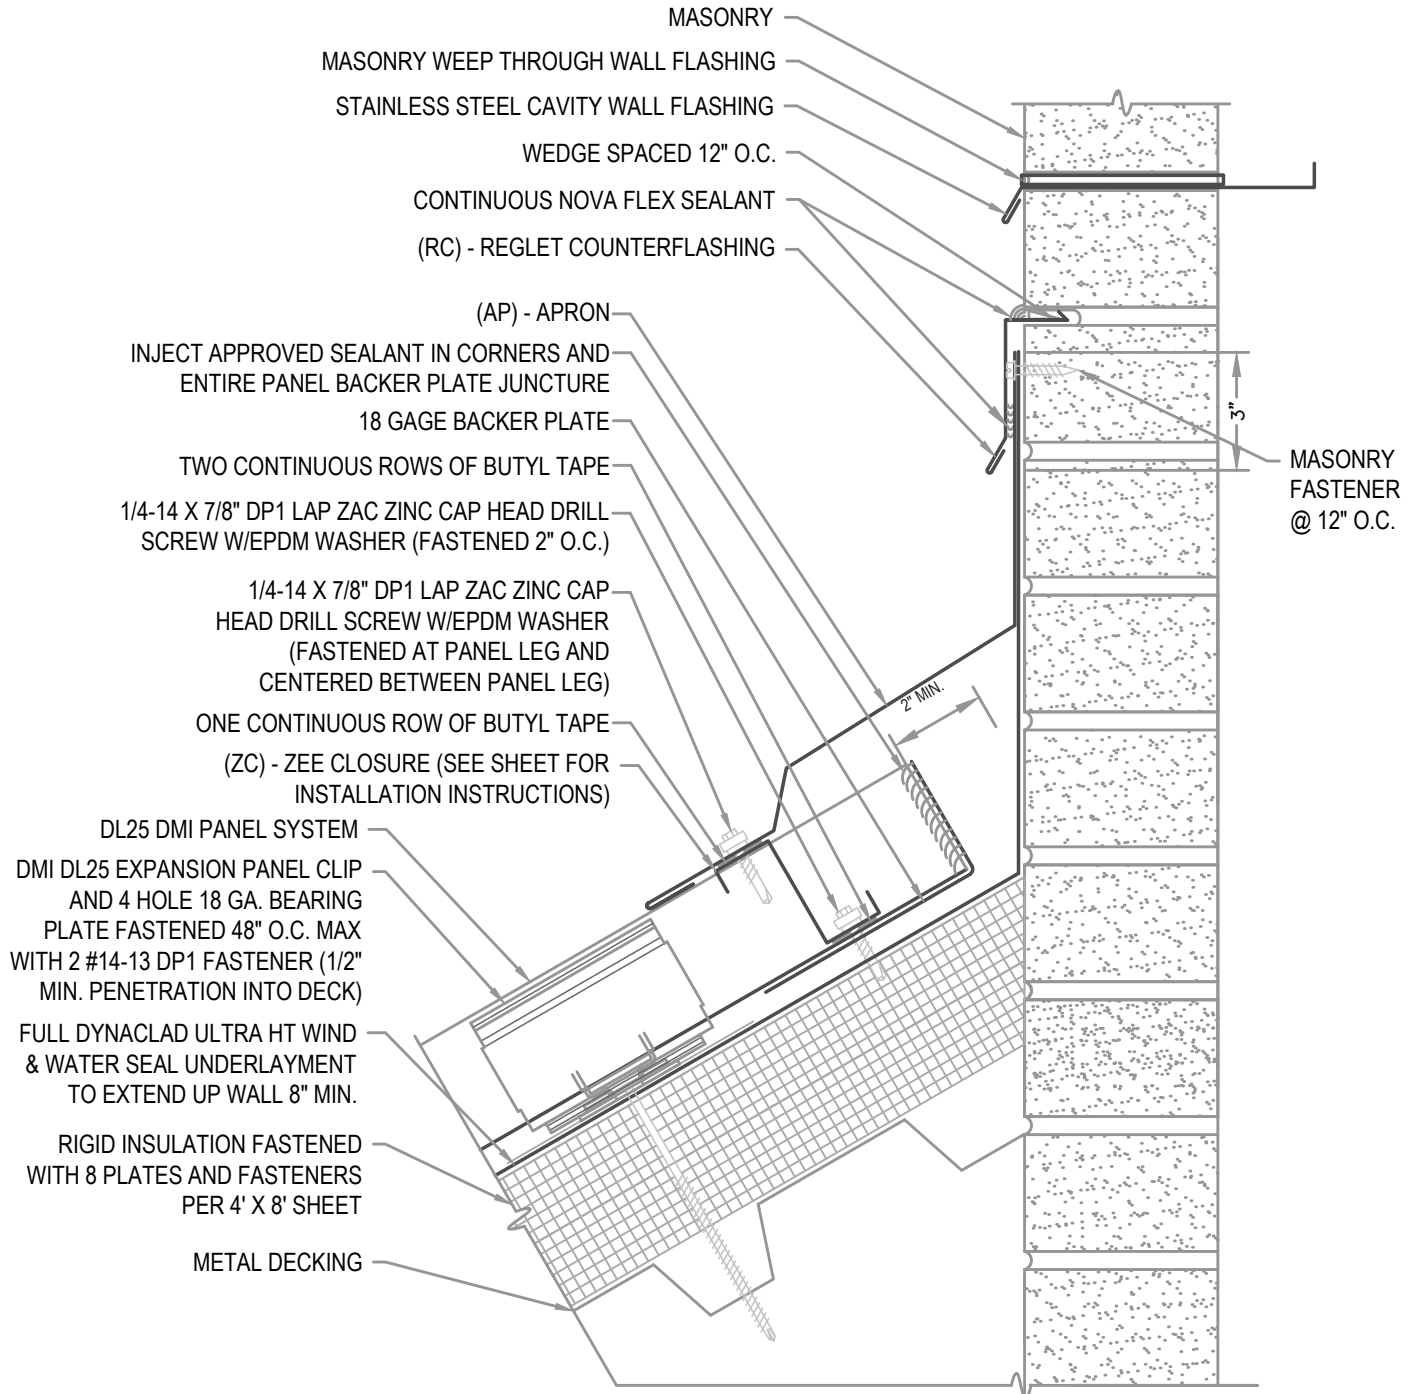 MASONRY
MASONRY WEEP THROUGH WALL FLASHING
STAINLESS STEEL CAVITY WALL FLASHING
WEDGE SPACED 12" O.C.
CONTINUOUS NOVA FLEX SEALANT
(RC) - REGLET COUNTERFLASHING
(AP) - APRON
INJECT APPROVED SEALANT IN CORNERS AND
ENTIRE PANEL BACKER PLATE JUNCTURE
18 GAGE BACKER PLATE
TWO CONTINUOUS ROWS OF BUTYL TAPE
1/4-14 X 7/8" DP1 LAP ZAC ZINC CAP HEAD DRILL
SCREW W/EPDM WASHER (FASTENED 2" O.C.)
1/4-14 X 7/8" DP1 LAP ZAC ZINC CAP
HEAD DRILL SCREW W/EPDM WASHER
(FASTENED AT PANEL LEG AND
CENTERED BETWEEN PANEL LEG)
ONE CONTINUOUS ROW OF BUTYL TAPE
(ZC) - ZEE CLOSURE (SEE SHEET FOR
INSTALLATION INSTRUCTIONS)
DL25 DMI PANEL SYSTEM
DMI DL25 EXPANSION PANEL CLIP
AND 4 HOLE 18 GA. BEARING
PLATE FASTENED 48" O.C. MAX
WITH 2 #14-13 DP1 FASTENER (1/2"
MIN. PENETRATION INTO DECK)
FULL DYNACLAD ULTRA HT WIND
& WATER SEAL UNDERLAYMENT
TO EXTEND UP WALL 8" MIN.
RIGID INSULATION FASTENED
WITH 8 PLATES AND FASTENERS
PER 4' X 8' SHEET
METAL DECKING
2" MIN.
3"
MASONRY
FASTENER
@ 12" O.C.